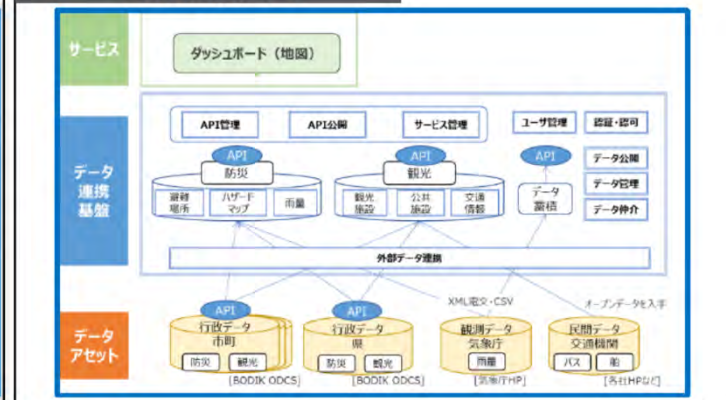 サービス
ダッシュボード（地図）
データ
連携
基盤
API管理
API公開
サービス管理
ユーザ管理
認証・認可
API
防災
避難
場所
ハザード
マップ
雨量
API
観光
観光
施設
公共
施設
交通
情報
API
データ
蓄積
データ公開
データ管理
データ仲介
外部データ連携
XML電文・CSV
オープンデータを入手
データ
アセット
API
行政データ
市町
防災
観光
[BODIK ODCS]
API
行政データ
県
防災
観光
[BODIK ODCS]
観測データ
気象庁
雨量
[気象庁HP]
民間データ
交通機関
バス
船
[各社HPなど]